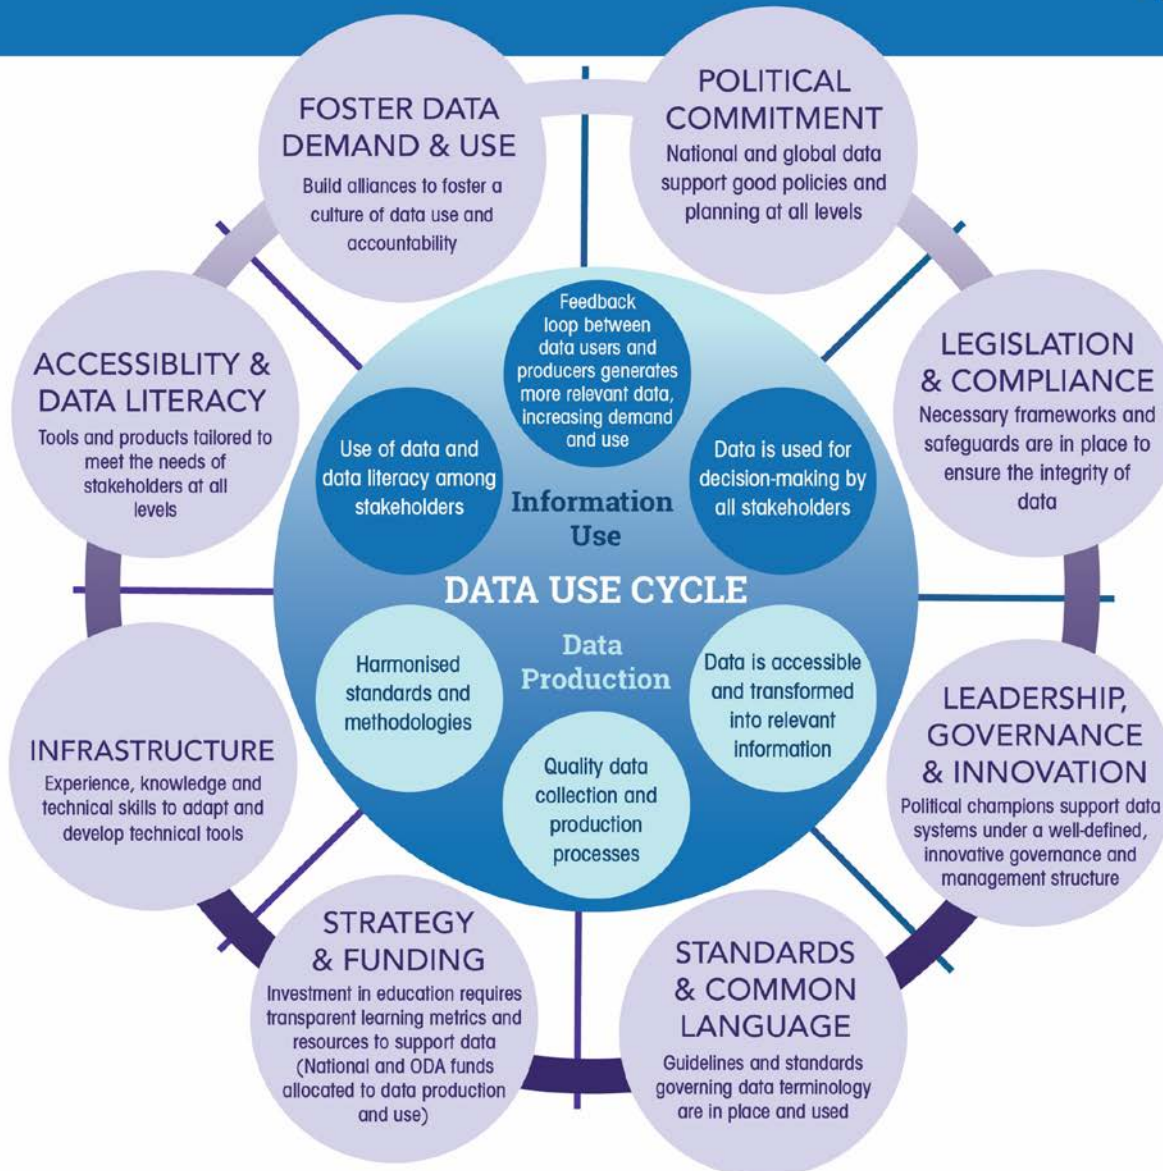 FOSTER DATA
DEMAND & USE
Build alliances to foster a
culture of data use and
accountability
POLITICAL
COMMITMENT
National and global data
support good policies and
planning at all levels
LEGISLATION
& COMPLIANCE
Necessary frameworks and
safeguards are in place to
ensure the integrity of
data
LEADERSHIP,
GOVERNANCE
& INNOVATION
Political champions support data
systems under a well-defined,
innovative governance and
management structure
STANDARDS
& COMMON
LANGUAGE
Guidelines and standards
governing data terminology
are in place and used
STRATEGY
& FUNDING
Investment in education requires
transparent learning metrics and
resources to support data
(National and ODA funds
allocated to data production
and use)
INFRASTRUCTURE
Experience, knowledge and
technical skills to adapt and
develop technical tools
ACCESSIBLITY &
DATA LITERACY
Tools and products tailored to
meet the needs of
stakeholders at all
levels
Feedback
loop between
data users and
producers generates
more relevant data,
increasing demand
and use
Use of data and
data literacy among
stakeholders
Data is used for
decision-making by
all stakeholders
Information
Use
DATA USE CYCLE
Data
Production
Harmonised
standards and
methodologies
Quality data
collection and
production
processes
Data is accessible
and transformed
into relevant
information